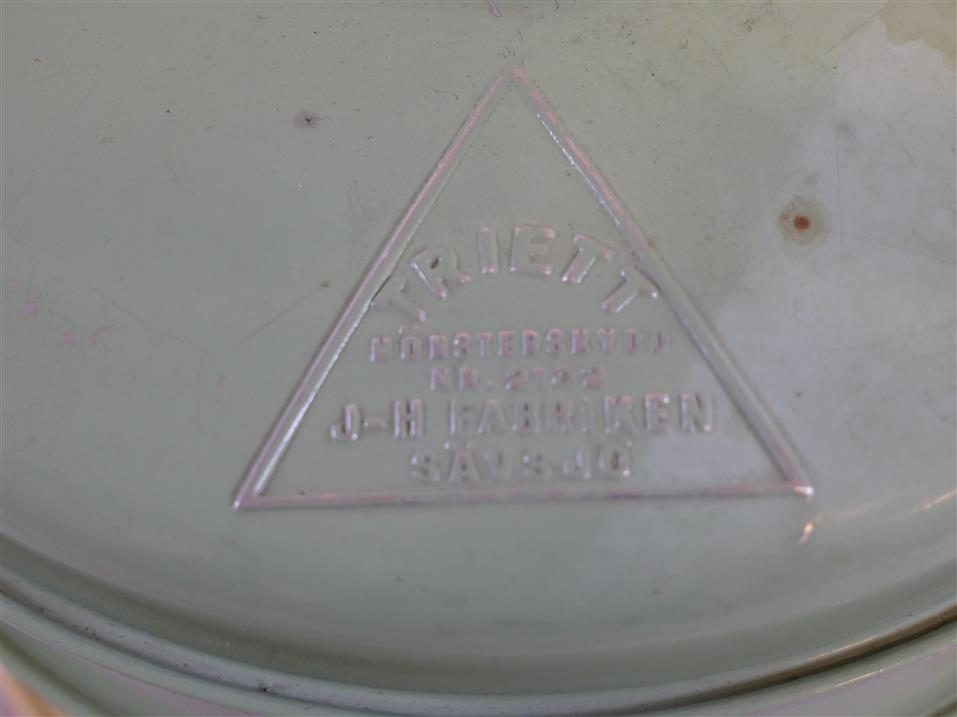 TRIETT
MÖNSTERSKYDD
NR.
J-H FABRIKEN
SÄVSJÖ